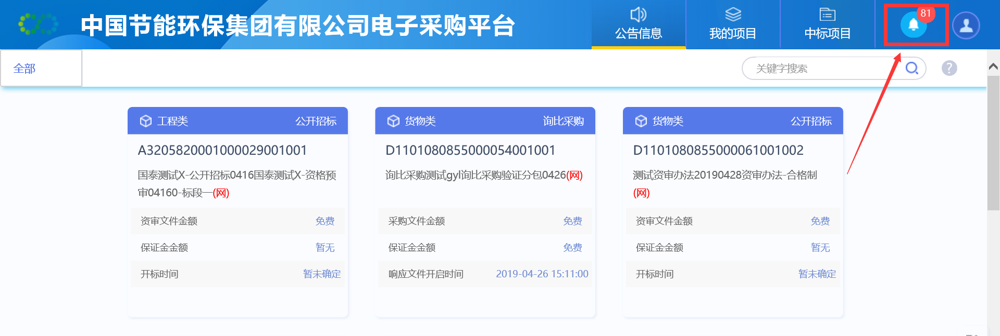 中国节能环保集团有限公司电子采购平台
公告信息
我的项目
中标项目
81
全部
关键字搜索
?
工程类 公开招标
A3205820001000029001001
国泰测试X-公开招标0416国泰测试X-资格预
审04160-标段一(网)
资审文件金额 免费
保证金金额 暂无
开标时间 暂未确定
货物类 询比采购
D1101080855000054001001
询比采购测试gyl询比采购验证分包0426(网)
采购文件金额 免费
保证金金额 免费
响应文件开启时间 2019-04-26 15:11:00
货物类 公开招标
D1101080855000061001002
测试资审办法20190428资审办法-合格制
(网)
资审文件金额 免费
保证金金额 暂无
开标时间 暂未确定